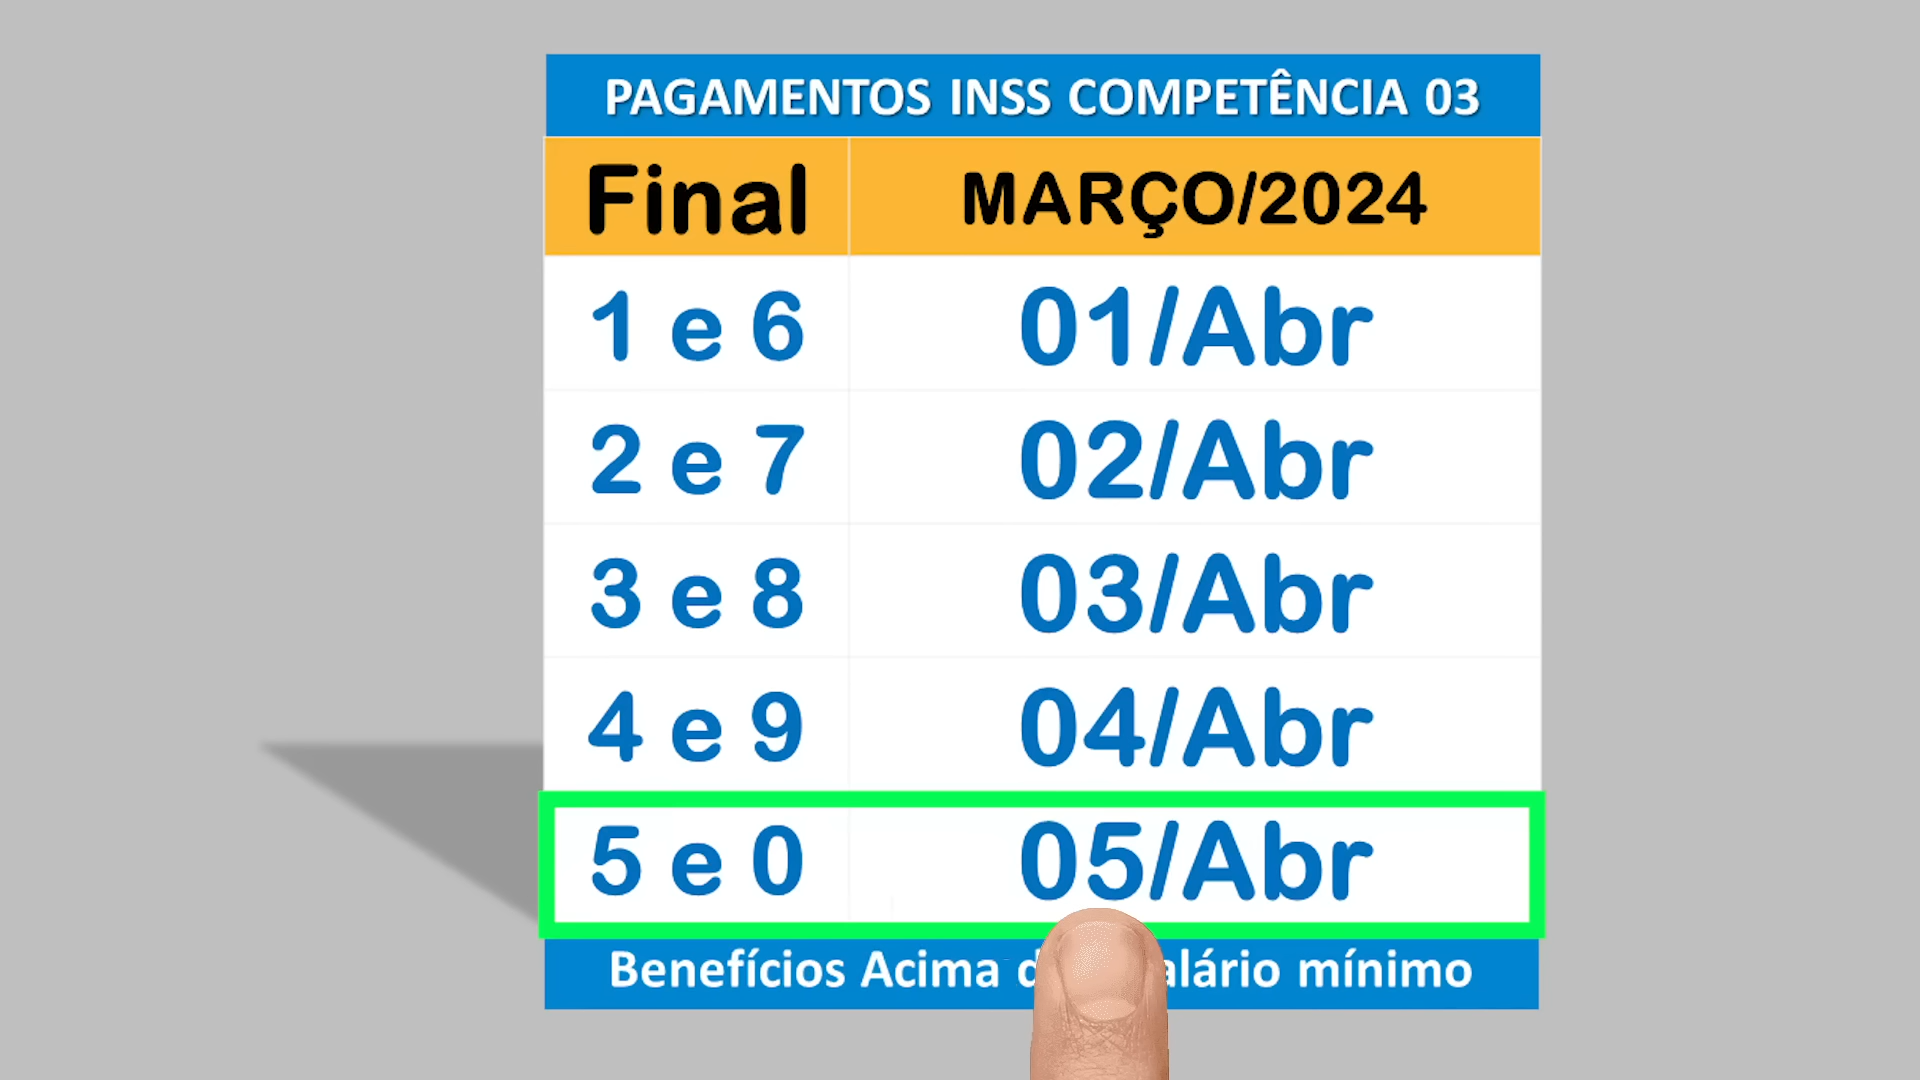 PAGAMENTOS INSS COMPETÊNCIA 03
Final MARÇO/2024
1 e 6 01/Abr
2 e 7 02/Abr
3 e 8 03/Abr
4 e 9 04/Abr
5 e 0 05/Abr
Benefícios Acima mínimo